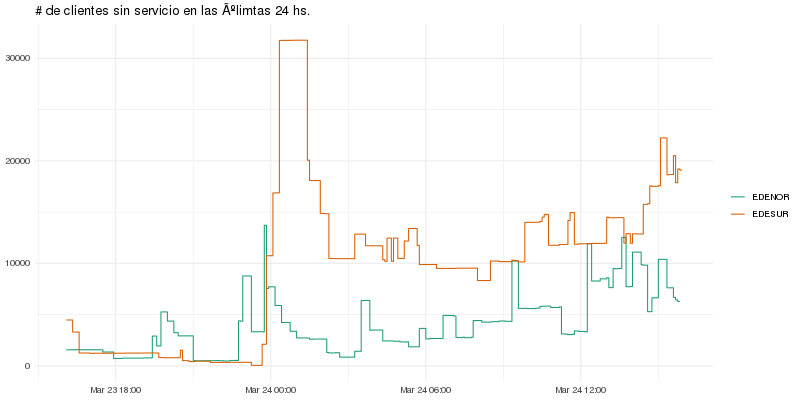 # de clientes sin servicio en las Ãºlimtas 24 hs.
30000
20000
10000
0
Mar 23 18:00
Mar 24 00:00
Mar 24 06:00
Mar 24 12:00
EDENOR
EDESUR